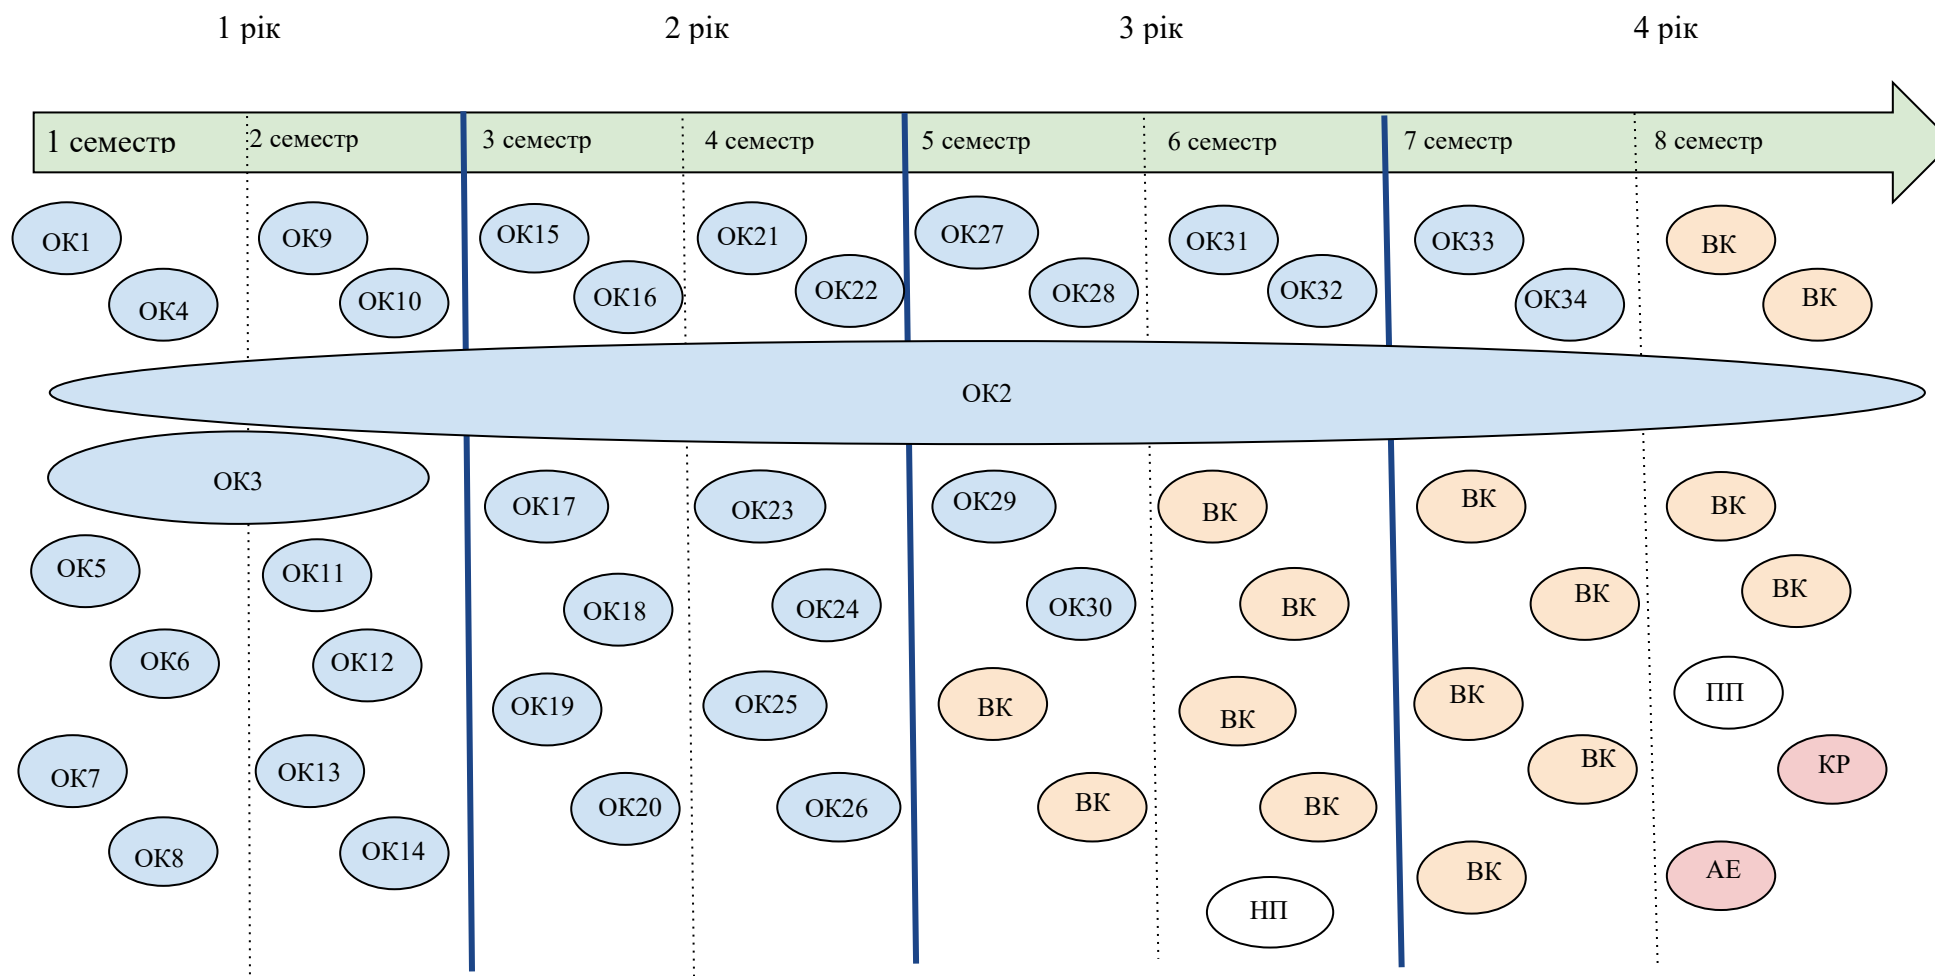 1 рік
2 рік
3 рік
4 рік
1 семестр
2 семестр
3 семестр
4 семестр
5 семестр
6 семестр
7 семестр
8 семестр
ОК1
ОК9
ОК15
ОК21
ОК27
ОК31
ОК33
ВК
ОК4
ОК10
ОК16
ОК22
ОК28
ОК32
ОК34
ВК
ОК2
ОК3
ОК17
ОК23
ОК29
ВК
ВК
ВК
ОК5
ОК11
ОК18
ОК24
ОК30
ВК
ВК
ВК
ОК6
ОК12
ОК19
ОК25
ВК
ВК
ВК
ПП
ОК7
ОК13
ОК20
ОК26
ВК
ВК
ВК
КР
ОК8
ОК14
НП
ВК
АЕ